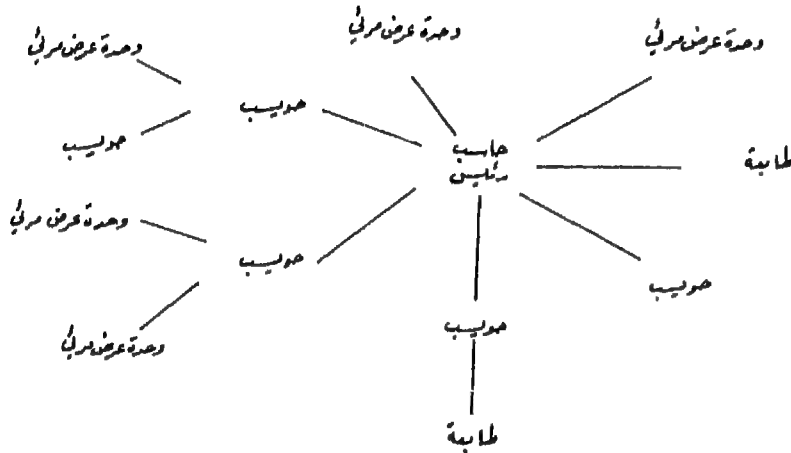 وحدة عرض مرئي
وحدة عرض مرئي
وحدة عرض مرئي
حويسب
حويسب
حاسب
رئيسي
طابعة
وحدة عرض مرئي
حويسب
حويسب
وحدة عرض مرئي
حويسب
طابعة